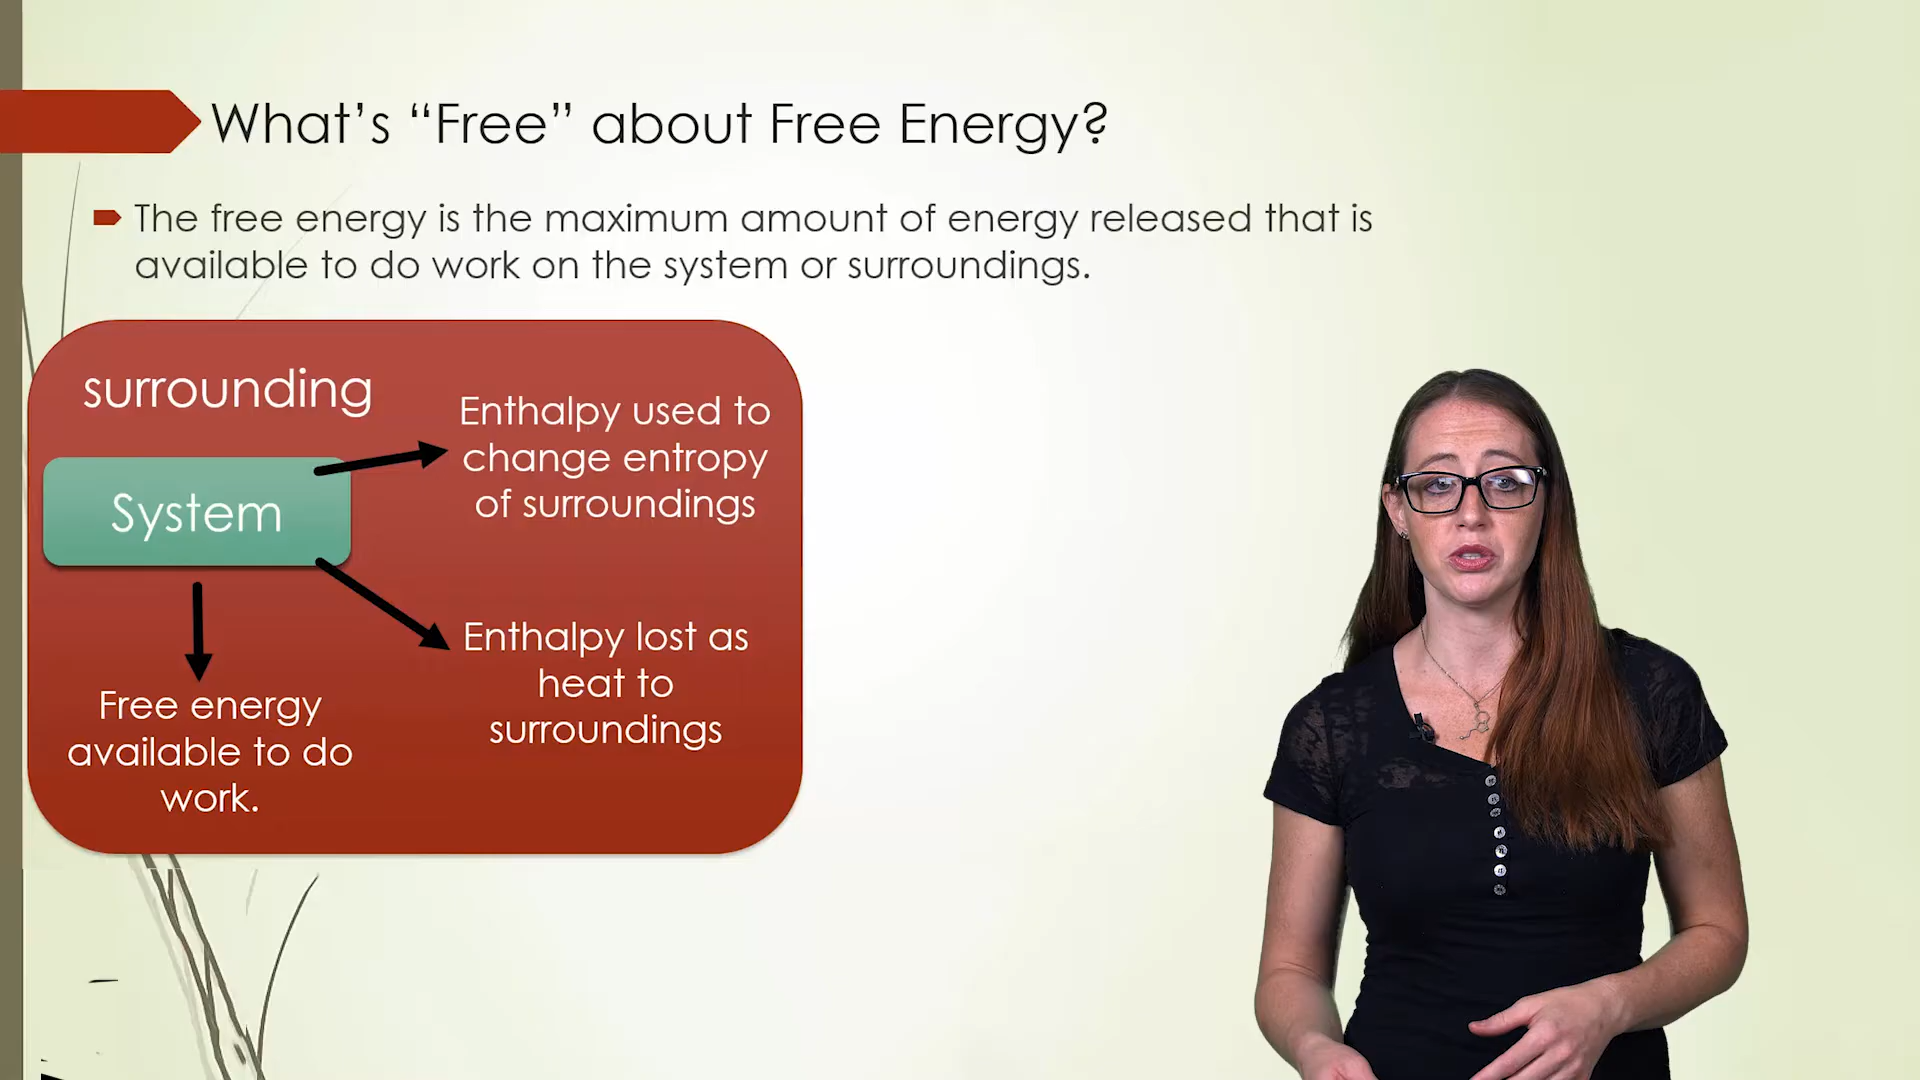 What’s “Free” about Free Energy?
The free energy is the maximum amount of energy released that is
available to do work on the system or surroundings.
surrounding
Enthalpy used to
change entropy
of surroundings
System
Enthalpy lost as
heat to
surroundings
Free energy
available to do
work.